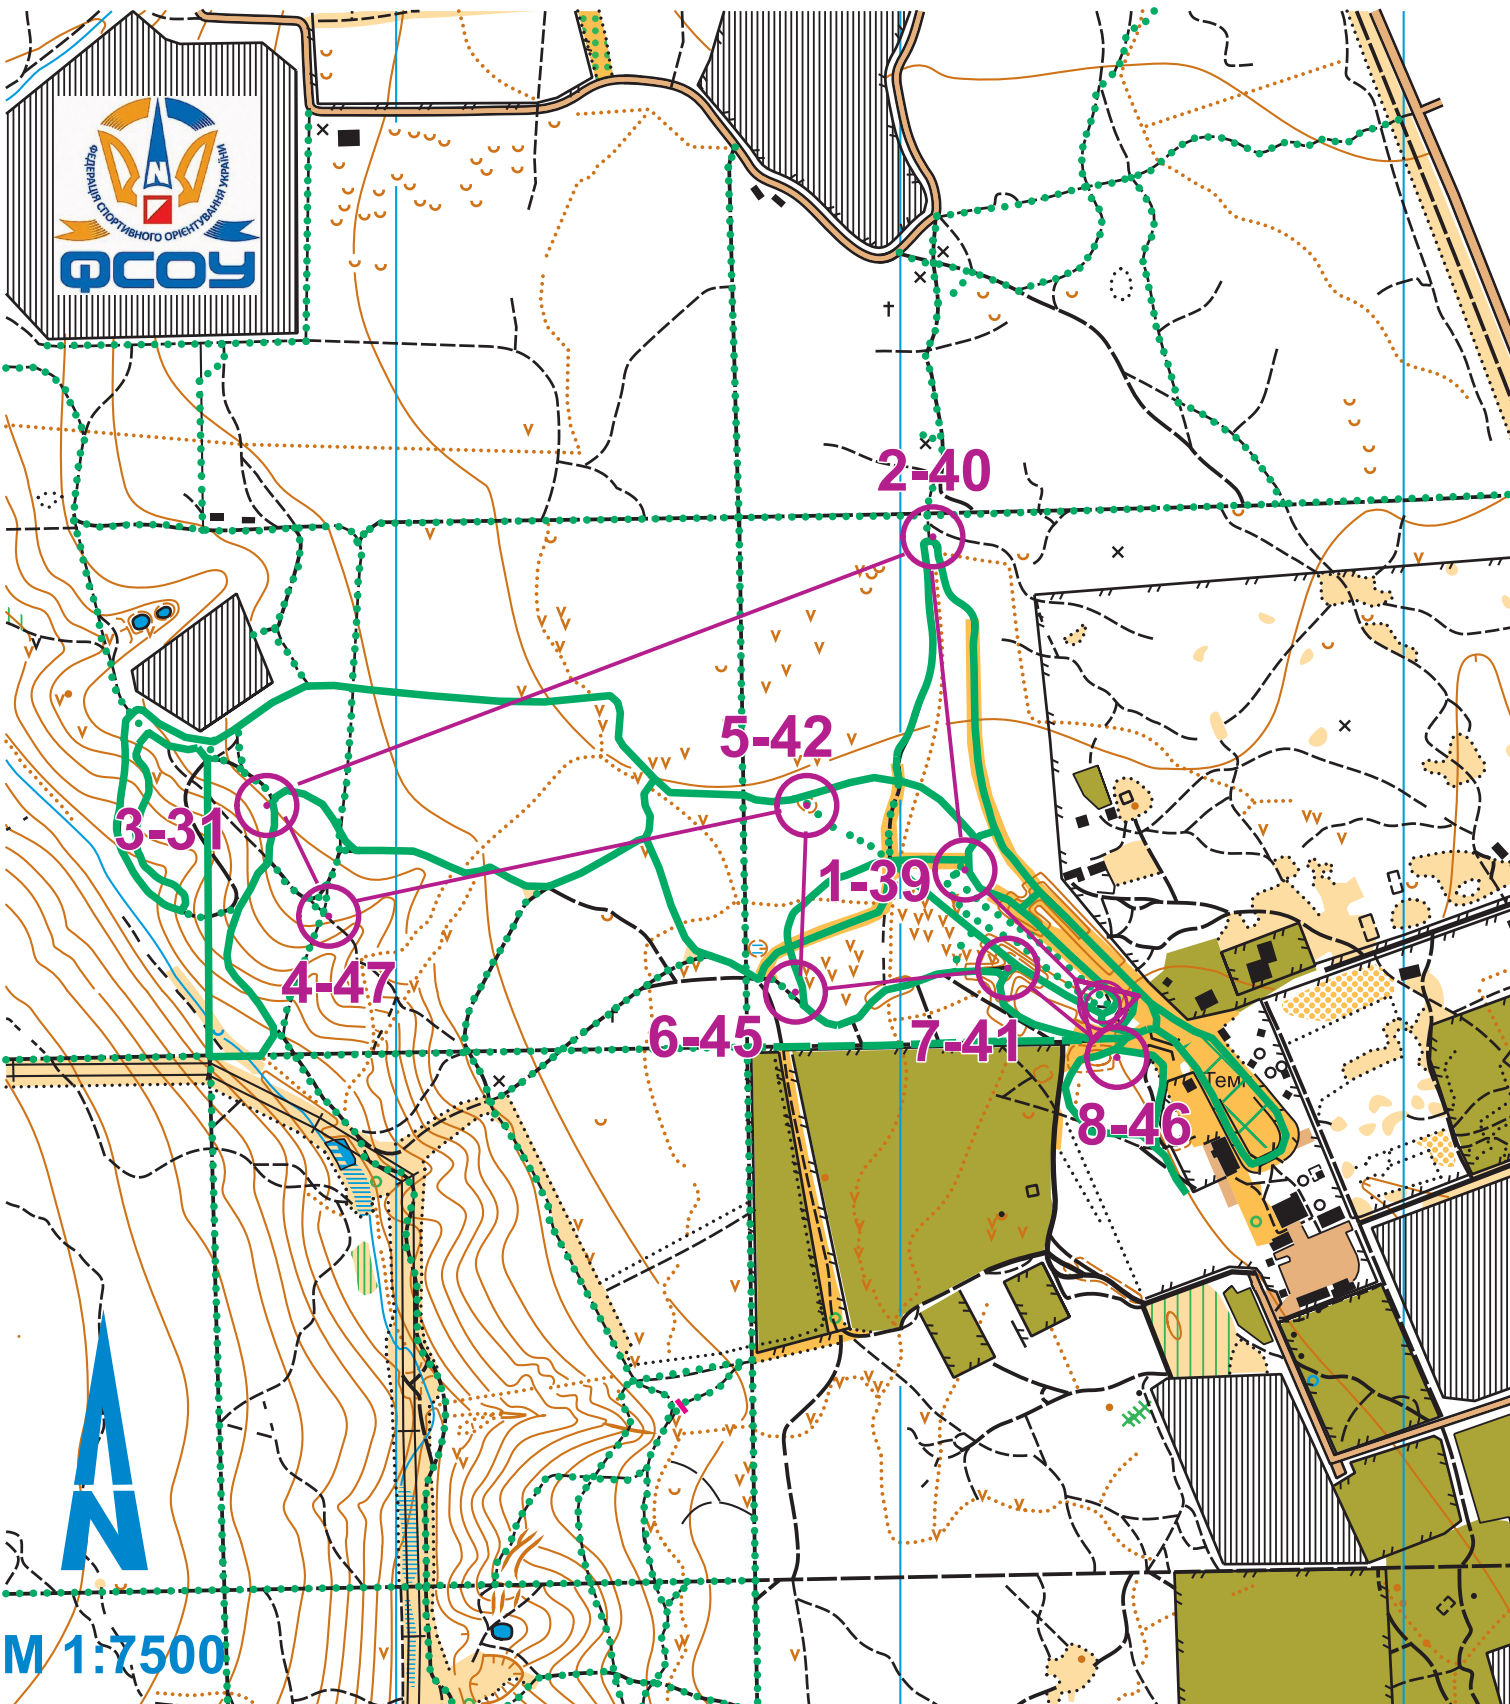 ФЕДЕРАЦІЯ СПОРТИВНОГО ОРІЄНТУВАННЯ УКРАЇНИ
N
ФСОУ
2-40
5-42
3-31
1-39
4-47
6-45
7-41
Тем
8-46
N
М 1:7500